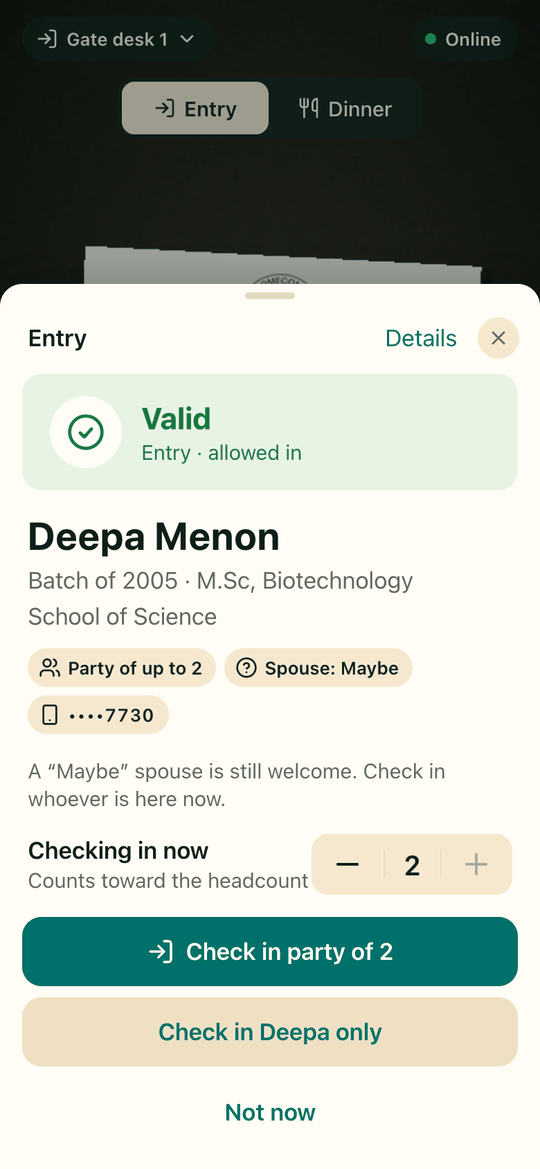 Gate desk 1
Online
Entry
Dinner
Entry
Details
Valid
Entry · allowed in
Deepa Menon
Batch of 2005 · M.Sc, Biotechnology
School of Science
Party of up to 2
Spouse: Maybe
••••7730
A “Maybe” spouse is still welcome. Check in
whoever is here now.
Checking in now
Counts toward the headcount
2
Check in party of 2
Check in Deepa only
Not now